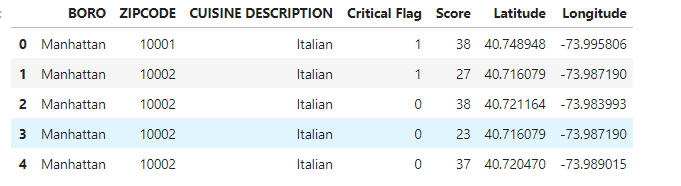 BORO ZIPCODE CUISINE DESCRIPTION Critical Flag Score Latitude Longitude
0 Manhattan 10001 Italian 1 38 40.748948 -73.995806
1 Manhattan 10002 Italian 1 27 40.716079 -73.987190
2 Manhattan 10002 Italian 0 38 40.721164 -73.983993
3 Manhattan 10002 Italian 0 23 40.716079 -73.987190
4 Manhattan 10002 Italian 0 37 40.720470 -73.989015